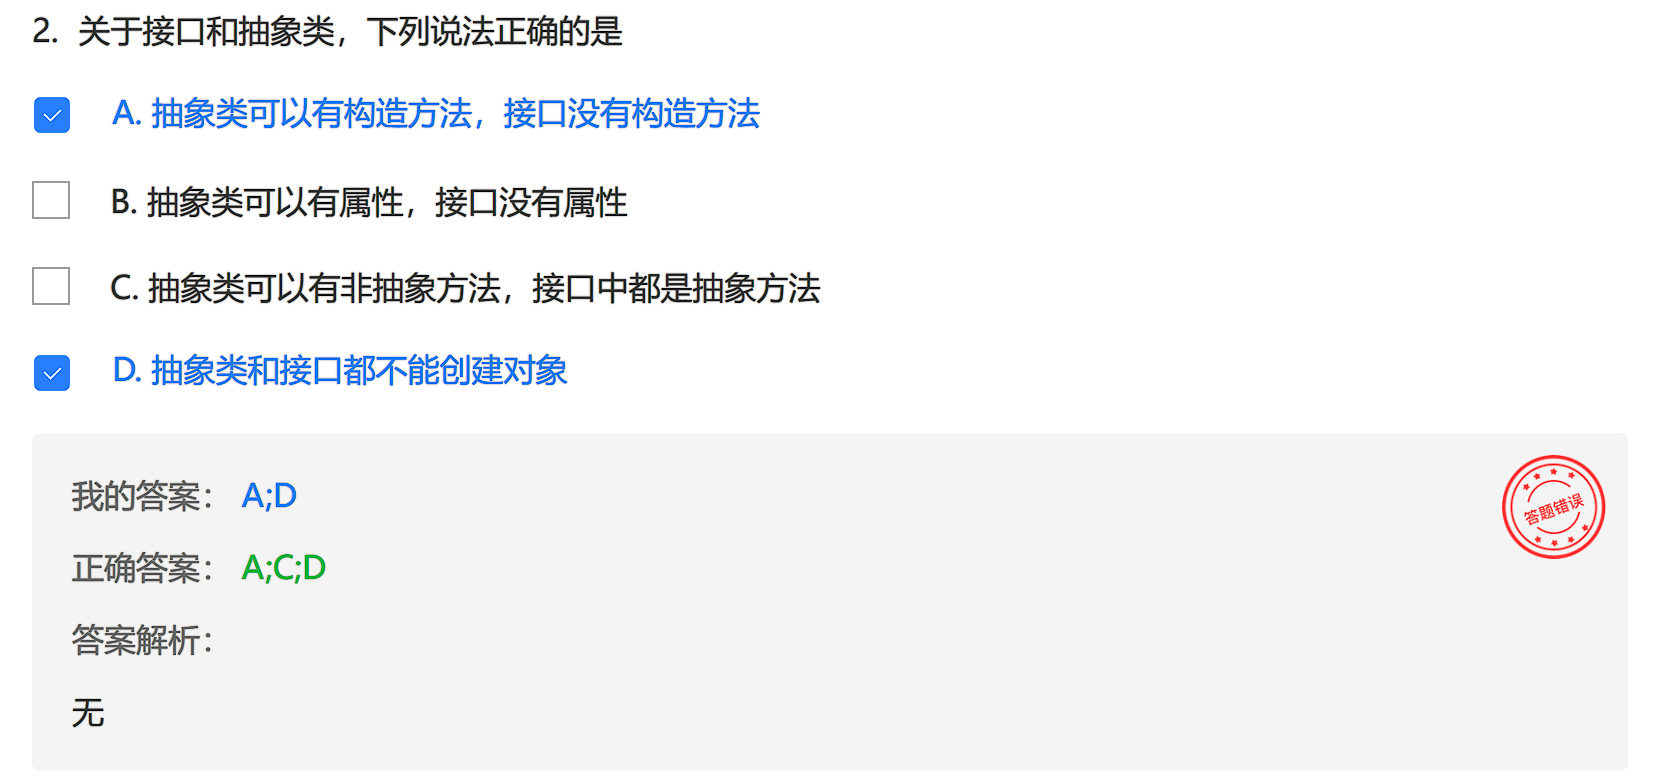 2. 关于接口和抽象类，下列说法正确的是
A. 抽象类可以有构造方法，接口没有构造方法
B. 抽象类可以有属性，接口没有属性
C. 抽象类可以有非抽象方法，接口中都是抽象方法
D. 抽象类和接口都不能创建对象
我的答案： A;D
答题错误
正确答案： A;C;D
答案解析：
无